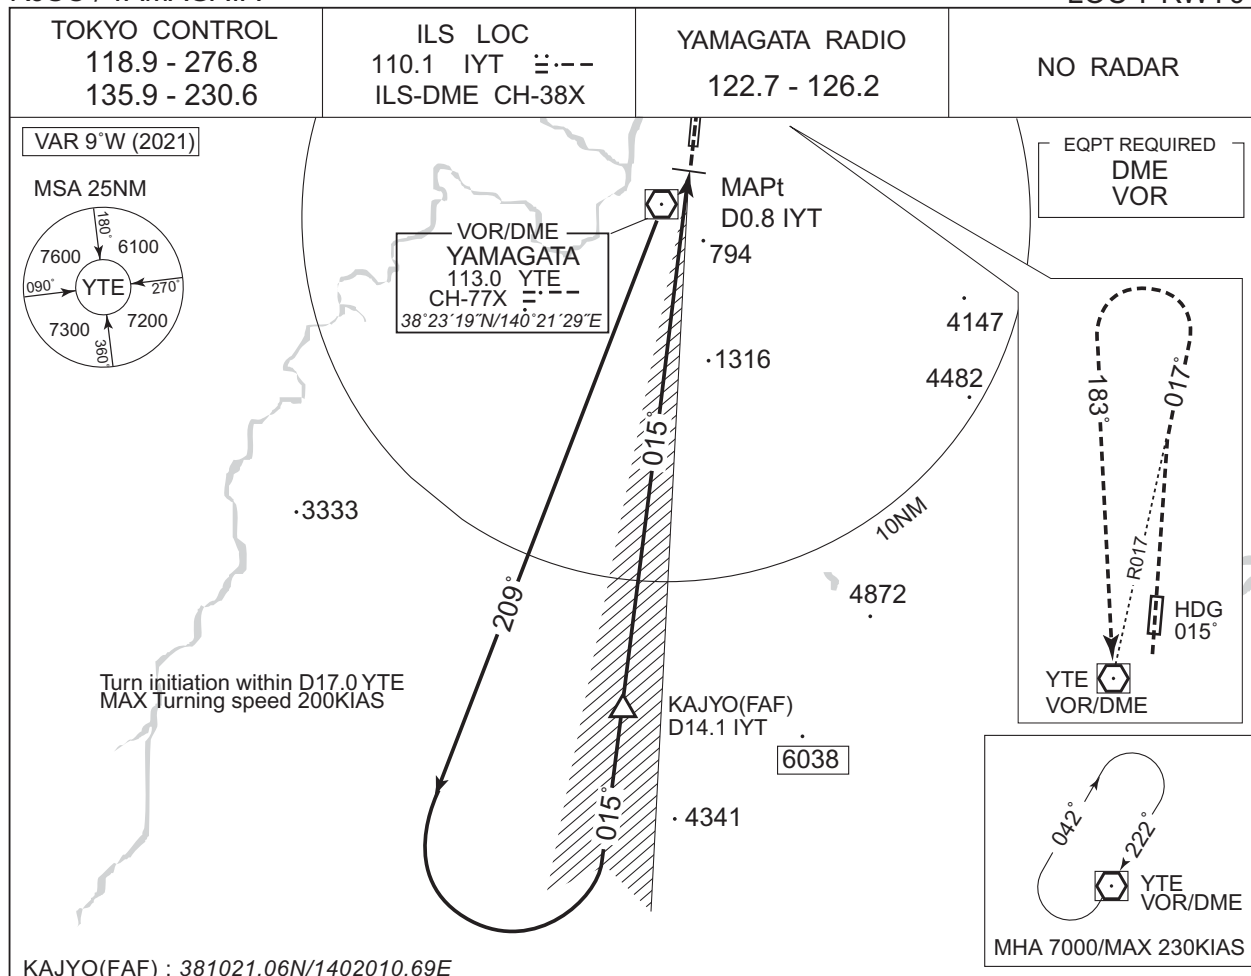 TOKYO CONTROL
118.9 - 276.8
135.9 - 230.6
ILS LOC
110.1 IYT
ILS-DME CH-38X
YAMAGATA RADIO
122.7 - 126.2
NO RADAR
VAR 9˚W (2021)
MSA 25NM
180˚
7600
6100
090˚
YTE
270˚
7300
7200
360˚
VOR/DME
YAMAGATA
113.0 YTE
CH-77X
38˚23´19˝N/140˚21´29˝E
MAPt
D0.8 IYT
794
EQPT REQUIRED
DME
VOR
4147
1316
4482
015˚
3333
10NM
209˚
4872
Turn initiation within D17.0 YTE
MAX Turning speed 200KIAS
KAJYO(FAF)
D14.1 IYT
6038
015˚
4341
183˚
017˚
R017
HDG
015˚
YTE
VOR/DME
042˚
222˚
YTE
VOR/DME
MHA 7000/MAX 230KIAS
KAJYO(FAF) : 381021.06N/1402010.69E